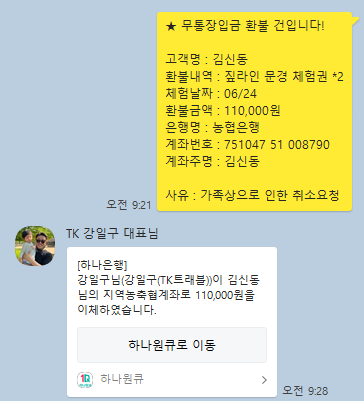 ★ 무통장입금 환불 건입니다!
고객명 : 김신동
환불내역 : 짚라인 문경 체험권 *2
체험날짜 : 06/24
환불금액 : 110,000원
은행명 : 농협은행
계좌번호 : 751047 51 008790
계좌주명 : 김신동
사유 : 가족상으로 인한 취소요청
오전 9:21
TK 강일구 대표님
[하나은행]
강일구님(강일구(TK트래블))이 김신동
님의 지역농축협계좌로 110,000원을
이체하였습니다.
하나원큐로 이동
하나원큐
오전 9:28